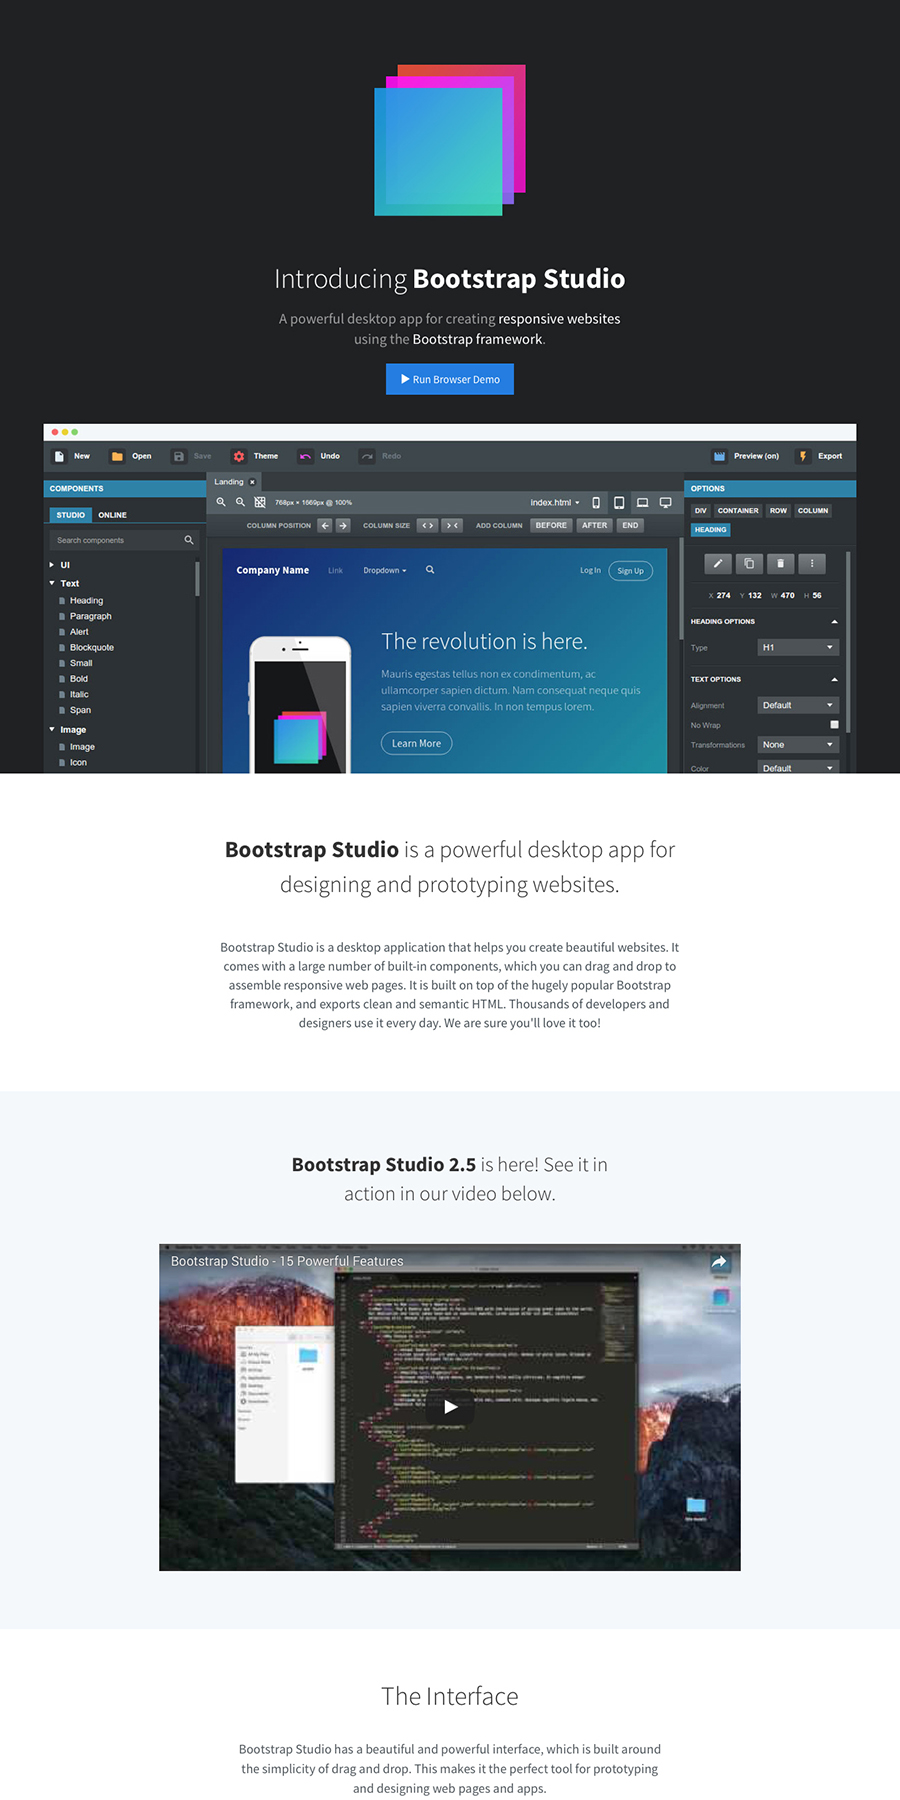 Introducing Bootstrap Studio
A powerful desktop app for creating responsive websites
using the Bootstrap framework.
Run Browser Demo
New Open Save Theme Undo Redo Preview (on) Export
COMPONENTS
STUDIO ONLINE
Search components
UI
Text
Heading
Paragraph
Alert
Blockquote
Small
Bold
Italic
Span
Image
Image
Icon
Landing
768px × 1669px @ 100% index.html
COLUMN POSITION COLUMN SIZE ADD COLUMN BEFORE AFTER END
Company Name Link Dropdown Log In Sign Up
The revolution is here.
Mauris egestas tellus non ex condimentum, ac
ullamcorper sapien dictum. Nam consequat neque quis
sapien viverra convallis. In non tempus lorem.
Learn More
OPTIONS
DIV CONTAINER ROW COLUMN
HEADING
X 274 Y 132 W 470 H 56
HEADING OPTIONS
Type H1
TEXT OPTIONS
Alignment Default
No Wrap
Transformations None
Color Default
Bootstrap Studio is a powerful desktop app for
designing and prototyping websites.
Bootstrap Studio is a desktop application that helps you create beautiful websites. It
comes with a large number of built-in components, which you can drag and drop to
assemble responsive web pages. It is built on top of the hugely popular Bootstrap
framework, and exports clean and semantic HTML. Thousands of developers and
designers use it every day. We are sure you'll love it too!
Bootstrap Studio 2.5 is here! See it in
action in our video below.
Bootstrap Studio - 15 Powerful Features
The Interface
Bootstrap Studio has a beautiful and powerful interface, which is built around
the simplicity of drag and drop. This makes it the perfect tool for prototyping
and designing web pages and apps.